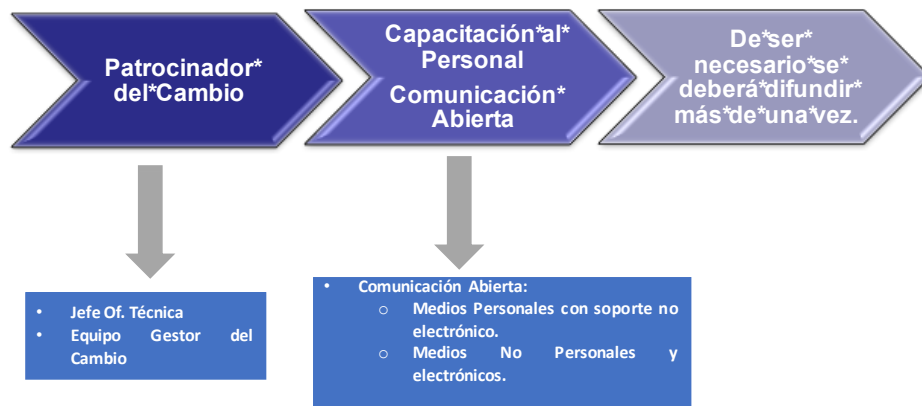 Patrocinador*
del*Cambio
Capacitación*al*
Personal
Comunicación*
Abierta
De*ser*
necesario*se*
deberá*difundir*
más*de*una*vez.
• Jefe Of. Técnica
• Equipo Gestor del
Cambio
• Comunicación Abierta:
o Medios Personales con soporte no
electrónico.
o Medios No Personales y
electrónicos.